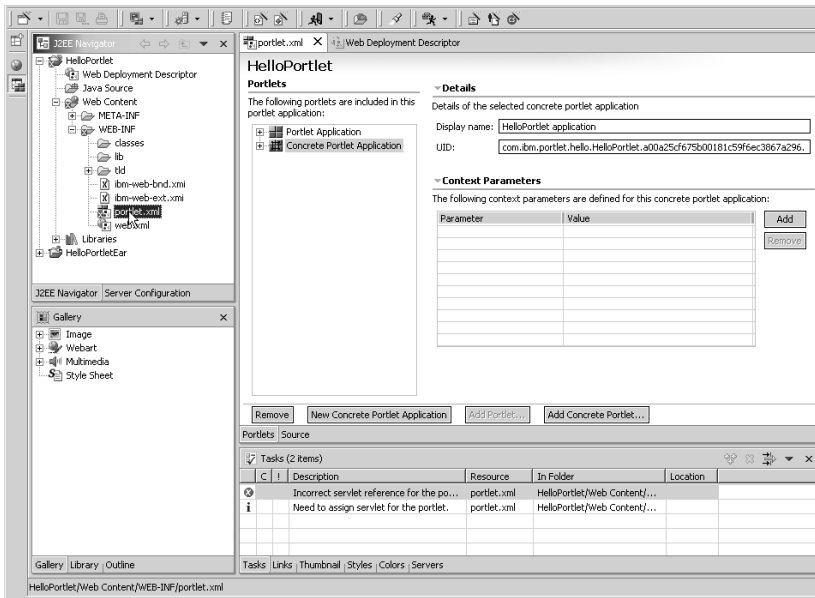 J2EE Navigator
HelloPortlet
Web Deployment Descriptor
Java Source
Web Content
META-INF
WEB-INF
classes
lib
tld
ibm-web-bnd.xmi
ibm-web-ext.xmi
portlet.xml
web.xml
Libraries
HelloPortletEar
J2EE Navigator Server Configuration
Gallery
Image
Webart
Multimedia
Style Sheet
Gallery Library Outline
portlet.xml Web Deployment Descriptor
HelloPortlet
Portlets
The following portlets are included in this
portlet application:
Portlet Application
Concrete Portlet Application
Details
Details of the selected concrete portlet application
Display name: HelloPortlet application
UID: com.ibm.portlet.hello.HelloPortlet.a00a25cf675b00181c59f6ec3867a296.
Context Parameters
The following context parameters are defined for this concrete portlet application:
Parameter Value
Add
Remove
Remove New Concrete Portlet Application Add Portlet... Add Concrete Portlet...
Portlets Source
Tasks (2 items)
C ! Description Resource In Folder Location
Incorrect servlet reference for the po... portlet.xml HelloPortlet/Web Content/...
i Need to assign servlet for the portlet. portlet.xml HelloPortlet/Web Content/...
Tasks Links Thumbnail Styles Colors Servers
HelloPortlet/Web Content/WEB-INF/portlet.xml